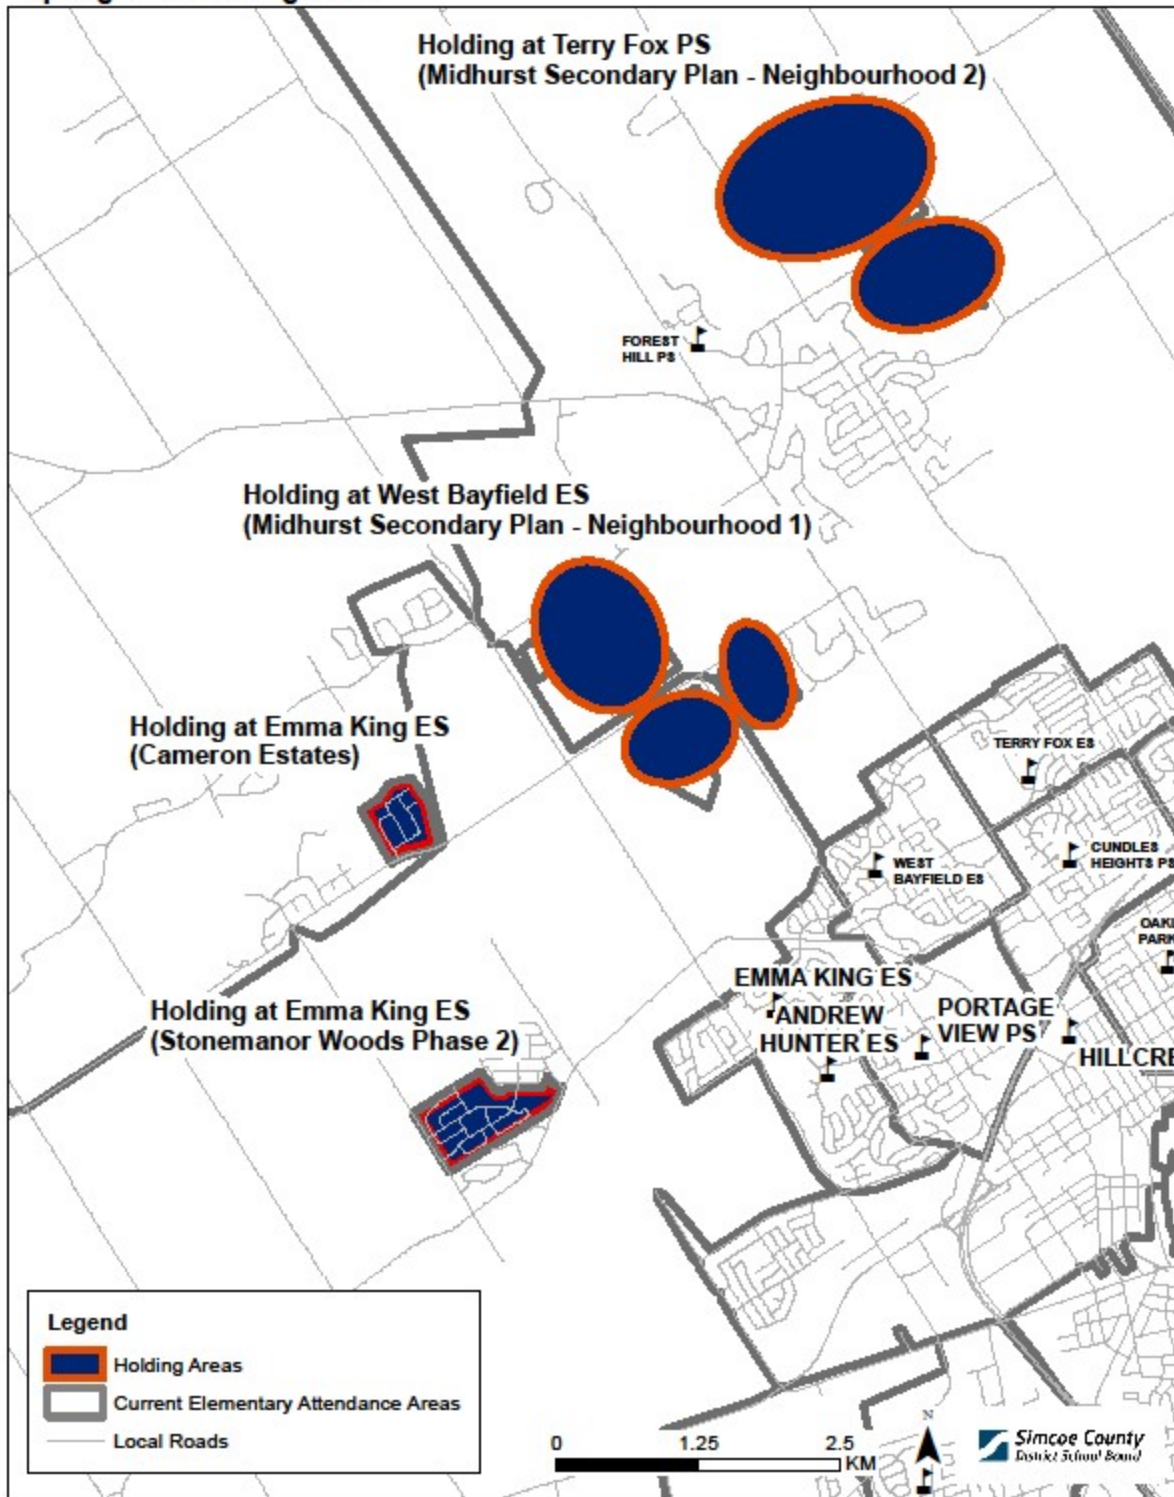 Holding at Terry Fox PS
(Midhurst Secondary Plan - Neighbourhood 2)
FOREST
HILL PS
Holding at West Bayfield ES
(Midhurst Secondary Plan - Neighbourhood 1)
Holding at Emma King ES
(Cameron Estates)
TERRY FOX ES
WEST
BAYFIELD ES
CUNDLES
HEIGHTS PS
PARK
EMMA KING ES
ANDREW
HUNTER ES
PORTAGE
VIEW PS
HILLCRE
Holding at Emma King ES
(Stonemanor Woods Phase 2)
Legend
Holding Areas
Current Elementary Attendance Areas
Local Roads
0 1.25 2.5
KM
N
Simcoe County
District School Board